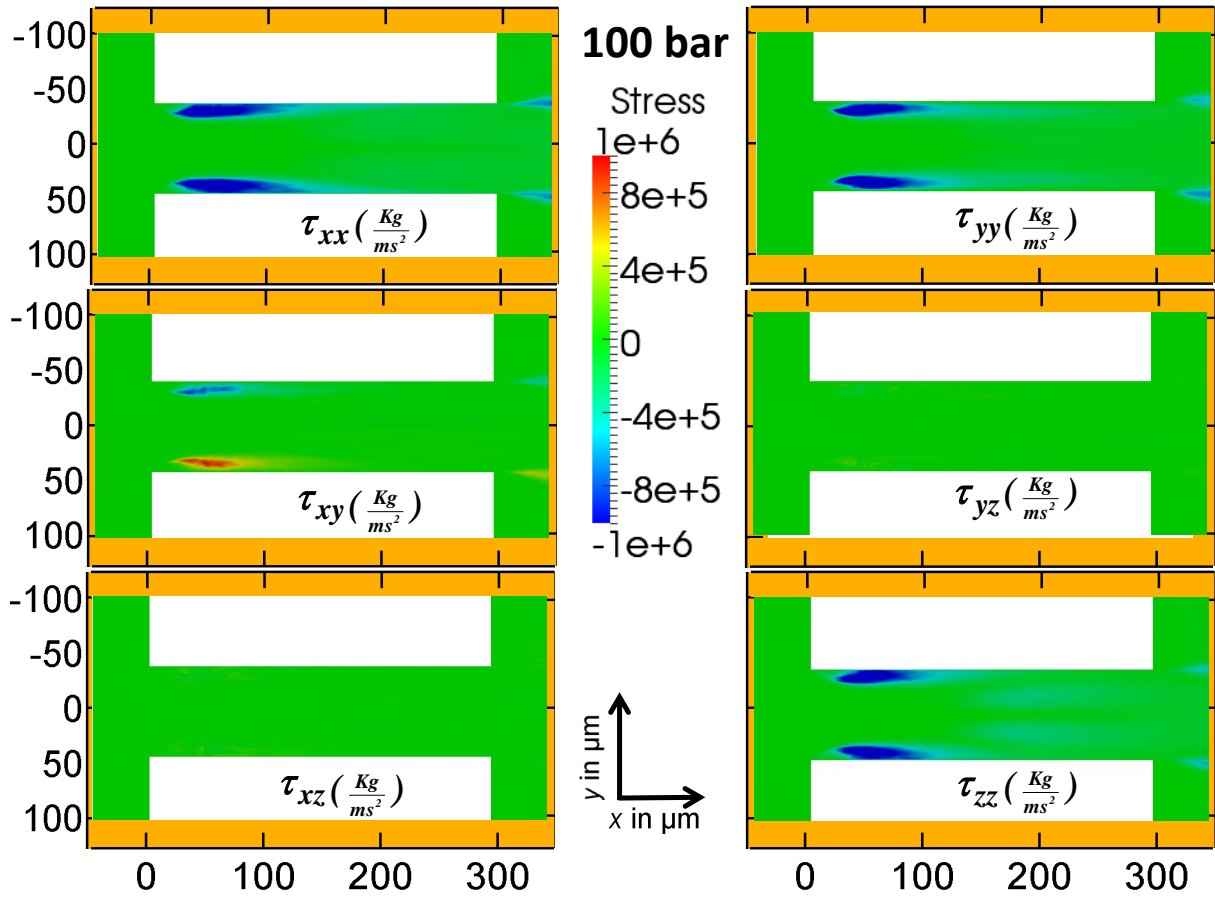 100 bar
Stress
1e+6
8e+5
4e+5
0
-4e+5
-8e+5
-1e+6
-100
-50
0
50
100
τxx (Kg/ms²)
τyy (Kg/ms²)
-100
-50
0
50
100
τxy (Kg/ms²)
τyz (Kg/ms²)
-100
-50
0
50
100
τxz (Kg/ms²)
τzz (Kg/ms²)
y in µm
x in µm
0 100 200 300
0 100 200 300